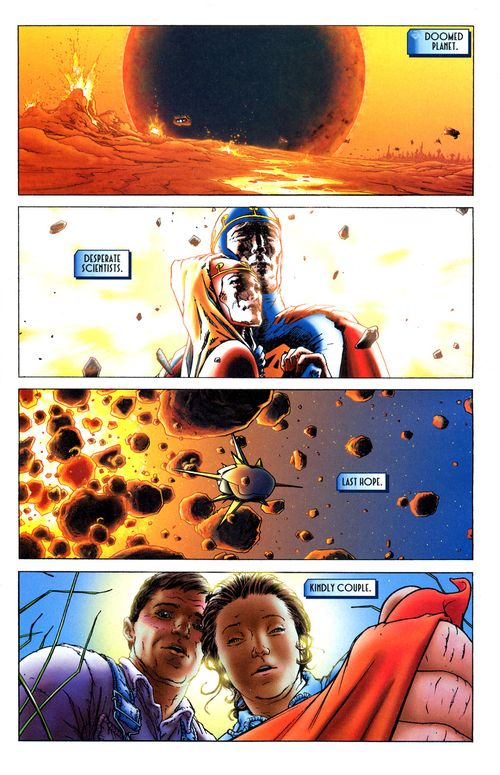 DOOMED
PLANET.
DESPERATE
SCIENTISTS.
LAST HOPE.
KINDLY COUPLE.